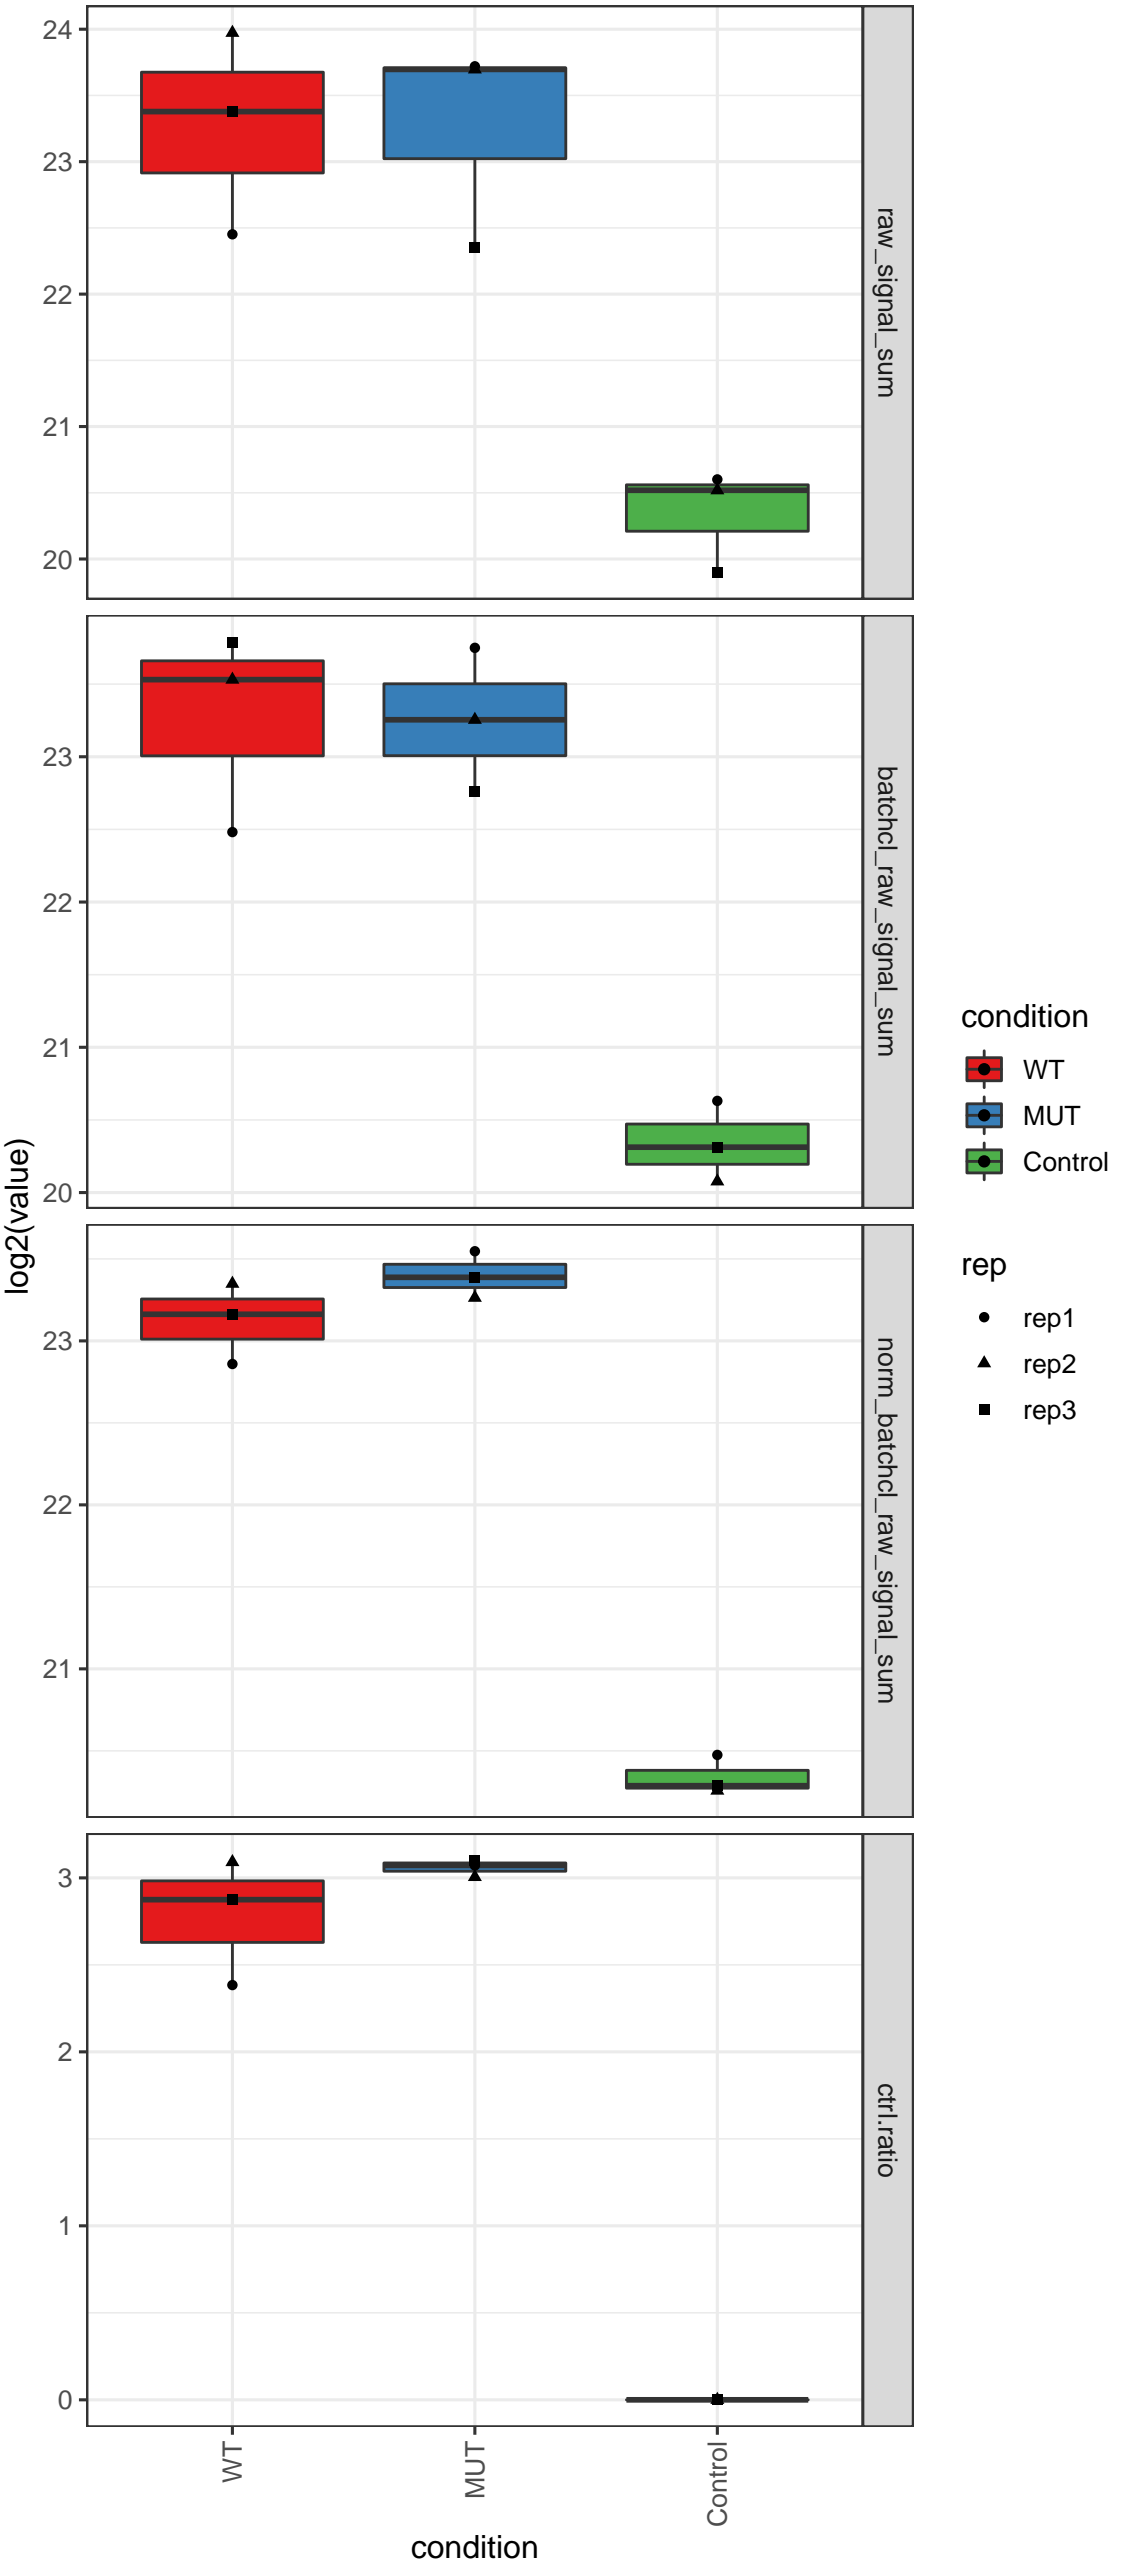 24
23
22
21
20
raw_signal_sum
23
22
21
20
batchcl_raw_signal_sum
23
22
21
norm_batchcl_raw_signal_sum
3
2
1
0
ctrl.ratio
log2(value)
WT
MUT
Control
condition
condition
WT
MUT
Control
rep
rep1
rep2
rep3